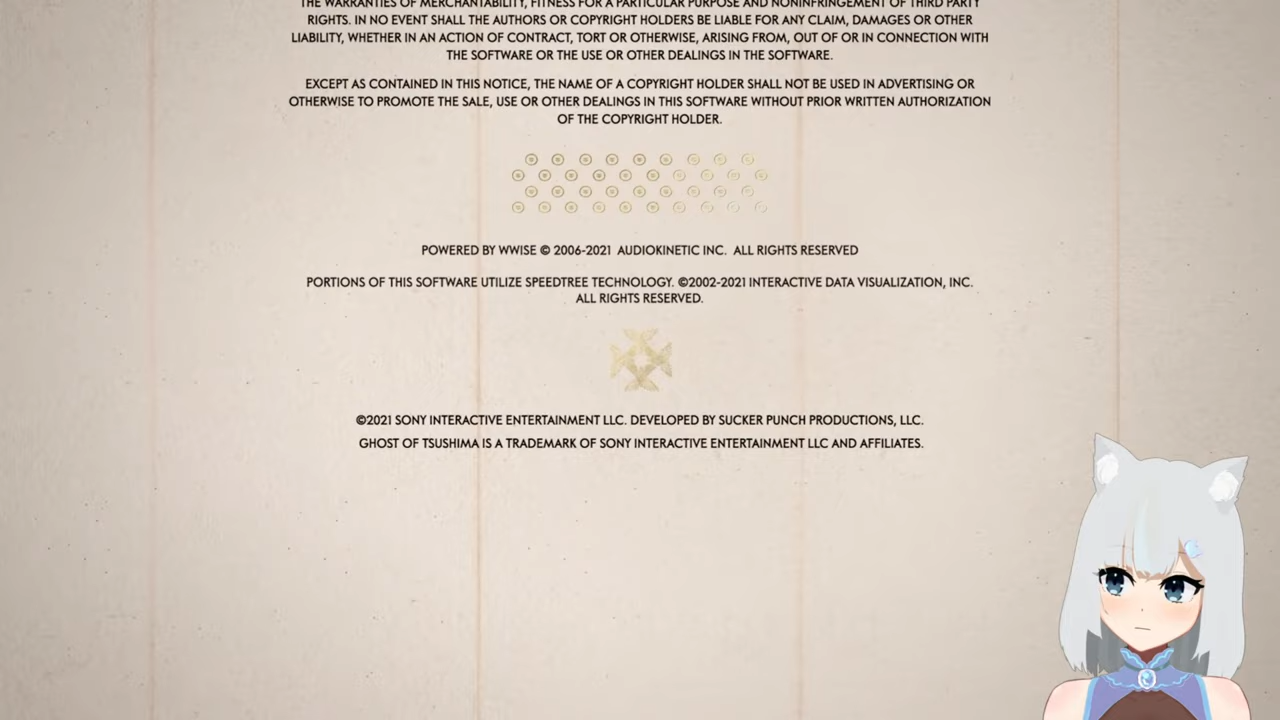 THE WARRANTIES OF MERCHANTABILITY, FITNESS FOR A PARTICULAR PURPOSE AND NONINFRINGEMENT OF THIRD PARTY
RIGHTS. IN NO EVENT SHALL THE AUTHORS OR COPYRIGHT HOLDERS BE LIABLE FOR ANY CLAIM, DAMAGES OR OTHER
LIABILITY, WHETHER IN AN ACTION OF CONTRACT, TORT OR OTHERWISE, ARISING FROM, OUT OF OR IN CONNECTION WITH
THE SOFTWARE OR THE USE OR OTHER DEALINGS IN THE SOFTWARE.
EXCEPT AS CONTAINED IN THIS NOTICE, THE NAME OF A COPYRIGHT HOLDER SHALL NOT BE USED IN ADVERTISING OR
OTHERWISE TO PROMOTE THE SALE, USE OR OTHER DEALINGS IN THIS SOFTWARE WITHOUT PRIOR WRITTEN AUTHORIZATION
OF THE COPYRIGHT HOLDER.
POWERED BY WWISE © 2006-2021 AUDIOKINETIC INC. ALL RIGHTS RESERVED
PORTIONS OF THIS SOFTWARE UTILIZE SPEEDTREE TECHNOLOGY. ©2002-2021 INTERACTIVE DATA VISUALIZATION, INC.
ALL RIGHTS RESERVED.
©2021 SONY INTERACTIVE ENTERTAINMENT LLC. DEVELOPED BY SUCKER PUNCH PRODUCTIONS, LLC.
GHOST OF TSUSHIMA IS A TRADEMARK OF SONY INTERACTIVE ENTERTAINMENT LLC AND AFFILIATES.